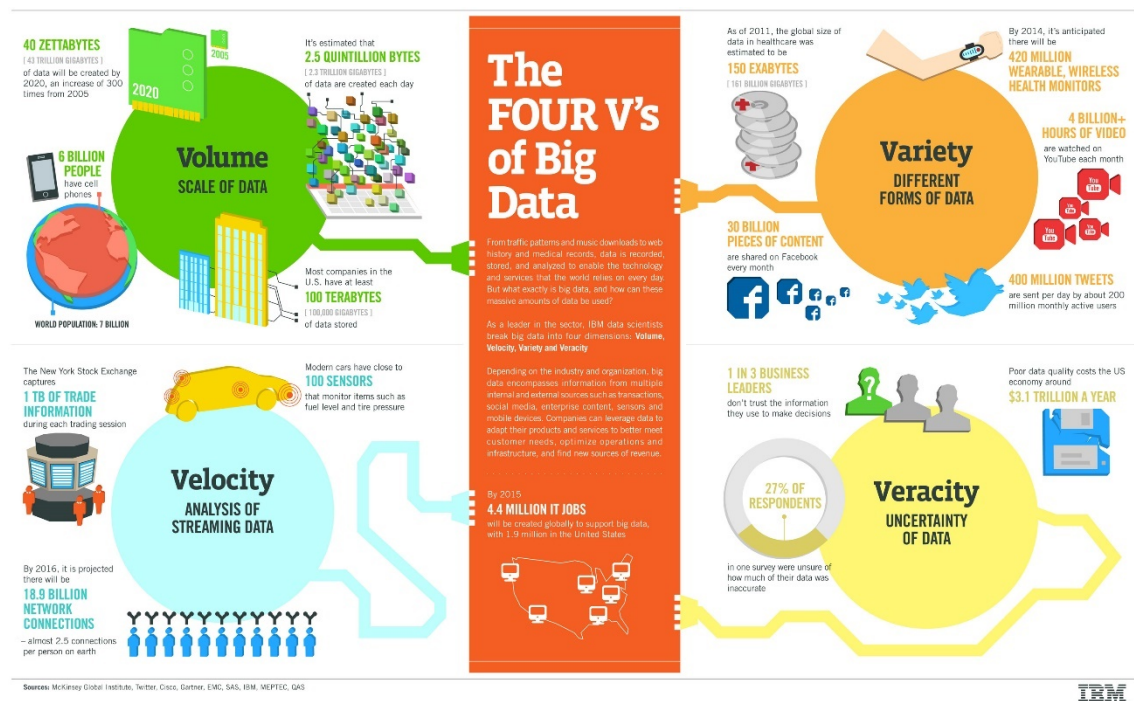 40 ZETTABYTES
[ 43 TRILLION GIGABYTES ]
of data will be created by
2020, an increase of 300
times from 2005
2005
2020
It's estimated that
2.5 QUINTILLION BYTES
[ 2.3 TRILLION GIGABYTES ]
of data are created each day
Volume
SCALE OF DATA
6 BILLION
PEOPLE
have cell
phones
WORLD POPULATION: 7 BILLION
Most companies in the
U.S. have at least
100 TERABYTES
[ 100,000 GIGABYTES ]
of data stored
The New York Stock Exchange
captures
1 TB OF TRADE
INFORMATION
during each trading session
Modern cars have close to
100 SENSORS
that monitor items such as
fuel level and tire pressure
Velocity
ANALYSIS OF
STREAMING DATA
By 2016, it is projected
there will be
18.9 BILLION
NETWORK
CONNECTIONS
– almost 2.5 connections
per person on earth
The
FOUR V's
of Big
Data
From traffic patterns and music downloads to web
history and medical records, data is recorded,
stored, and analyzed to enable the technology
and services that the world relies on every day
But what exactly is big data, and how can these
massive amounts of data be used?
As a leader in the sector, IBM data scientists
break big data into four dimensions: Volume,
Velocity, Variety and Veracity
Depending on the industry and organization, big
data encompasses information from multiple
internal and external sources such as transactions,
social media, enterprise content, sensors and
mobile devices. Companies can leverage data to
adapt their products and services to better meet
customer needs, optimize operations and
infrastructure, and find new sources of revenue.
By 2015
4.4 MILLION IT JOBS
will be created globally to support big data,
with 1.9 million in the United States
As of 2011, the global size of
data in healthcare was
estimated to be
150 EXABYTES
[ 161 BILLION GIGABYTES ]
By 2014, it's anticipated
there will be
420 MILLION
WEARABLE, WIRELESS
HEALTH MONITORS
4 BILLION+
HOURS OF VIDEO
are watched on
YouTube each month
You
Tube
You
Tube
You
Tube
You
Tube
Variety
DIFFERENT
FORMS OF DATA
30 BILLION
PIECES OF CONTENT
are shared on Facebook
every month
400 MILLION TWEETS
are sent per day by about 200
million monthly active users
1 IN 3 BUSINESS
LEADERS
don't trust the information
they use to make decisions
?
Poor data quality costs the US
economy around
$3.1 TRILLION A YEAR
27% OF
RESPONDENTS
in one survey were unsure of
how much of their data was
inaccurate
Veracity
UNCERTAINTY
OF DATA
Sources: McKinsey Global Institute, Twitter, Cisco, Gartner, EMC, SAS, IBM, MEPTEC, QAS
IBM